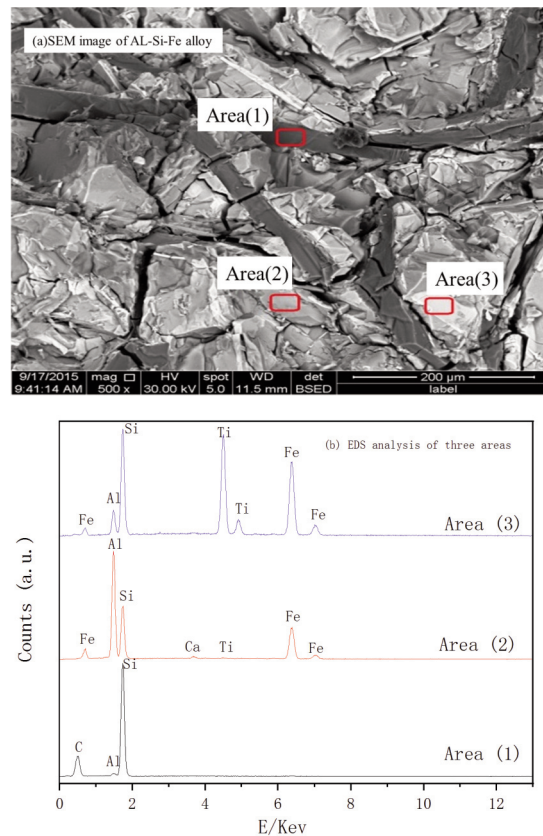 (a)SEM image of AL-Si-Fe alloy
Area(1)
Area(2)
Area(3)
9/17/2015 mag HV spot WD det 200 µm
9:41:14 AM 500 x 30.00 kV 5.0 11.5 mm BSED label
(b) EDS analysis of three areas
Si
Ti
Fe
Al
Fe
Ti
Fe
Area (3)
Al
Si
Fe
Fe
Ca
Ti
Fe
Area (2)
Si
C
Al
Area (1)
Counts (a.u.)
0 2 4 6 8 10 12
E/Kev